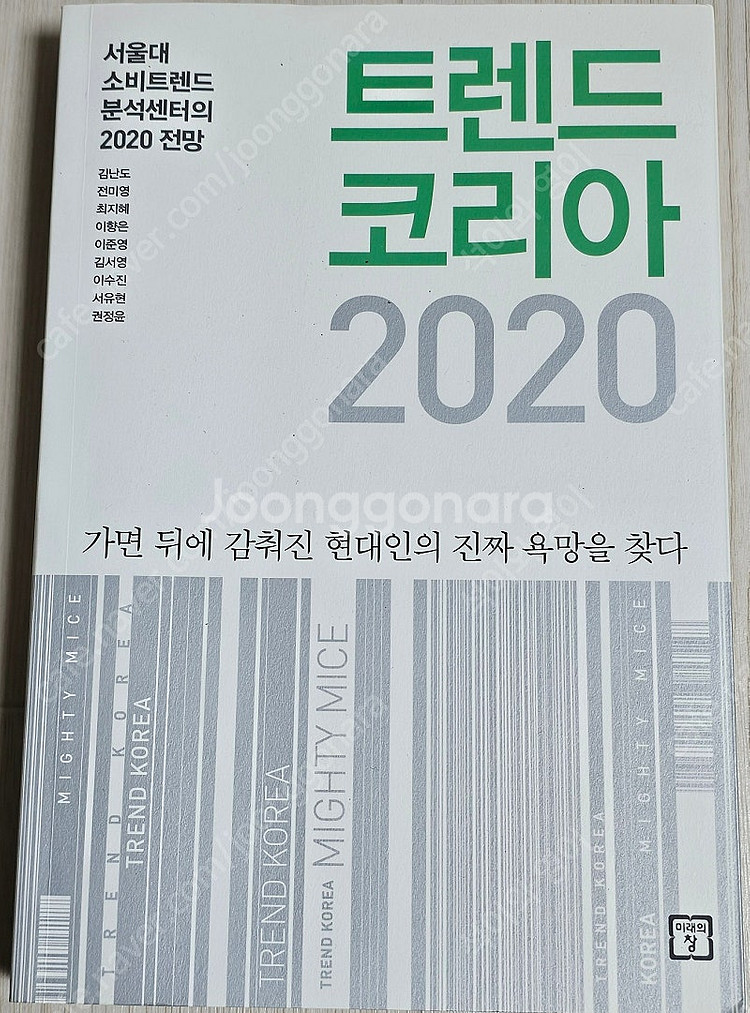 서울대
소비트렌드
분석센터의
2020 전망
김난도
전미영
최지혜
이향은
이준영
김서영
이수진
서유현
권정윤
트렌드
코리아
2020
Joonggonara
가면 뒤에 감춰진 현대인의 진짜 욕망을 찾다
MIGHTY MICE
TREND KOREA
TREND KOREA
TREND KOREA
TREND KOREA
MIGHTY MICE
TREND KOREA
KOREA
MIGHTY MICE
미래의
창